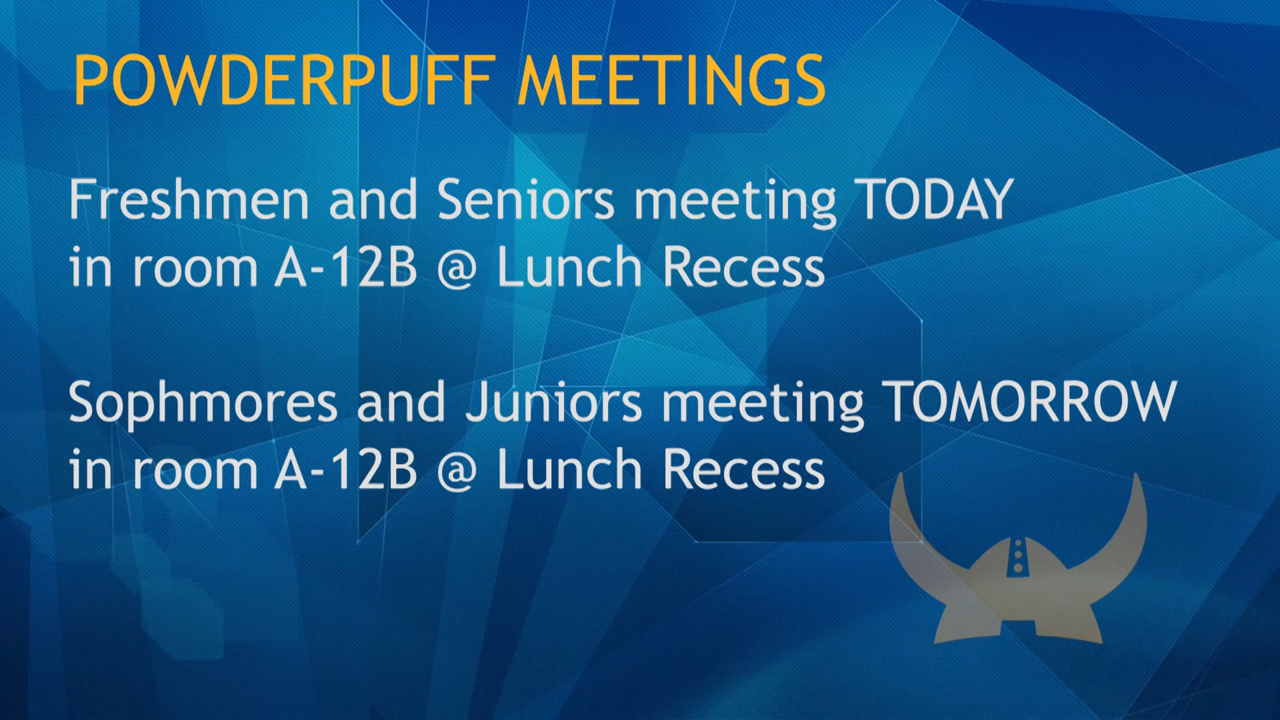 POWDERPUFF MEETINGS
Freshmen and Seniors meeting TODAY
in room A-12B @ Lunch Recess
Sophmores and Juniors meeting TOMORROW
in room A-12B @ Lunch Recess